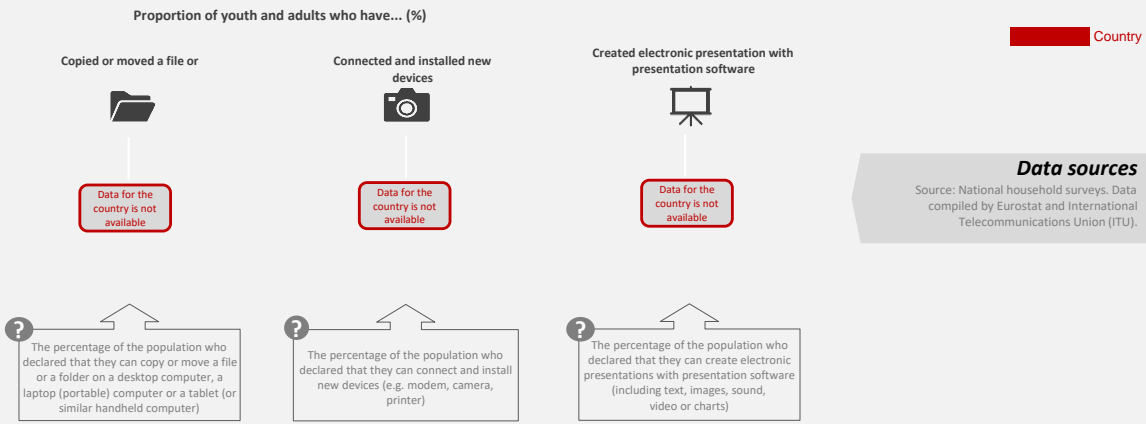 Proportion of youth and adults who have... (%)
Country
Copied or moved a file or
Connected and installed new
devices
Created electronic presentation with
presentation software
Data for the
country is not
available
Data for the
country is not
available
Data for the
country is not
available
Data sources
Source: National household surveys. Data
compiled by Eurostat and International
Telecommunications Union (ITU).
?
The percentage of the population who
declared that they can copy or move a file
or a folder on a desktop computer, a
laptop (portable) computer or a tablet (or
similar handheld computer)
?
The percentage of the population who
declared that they can connect and install
new devices (e.g. modem, camera,
printer)
?
The percentage of the population who
declared that they can create electronic
presentations with presentation software
(including text, images, sound,
video or charts)